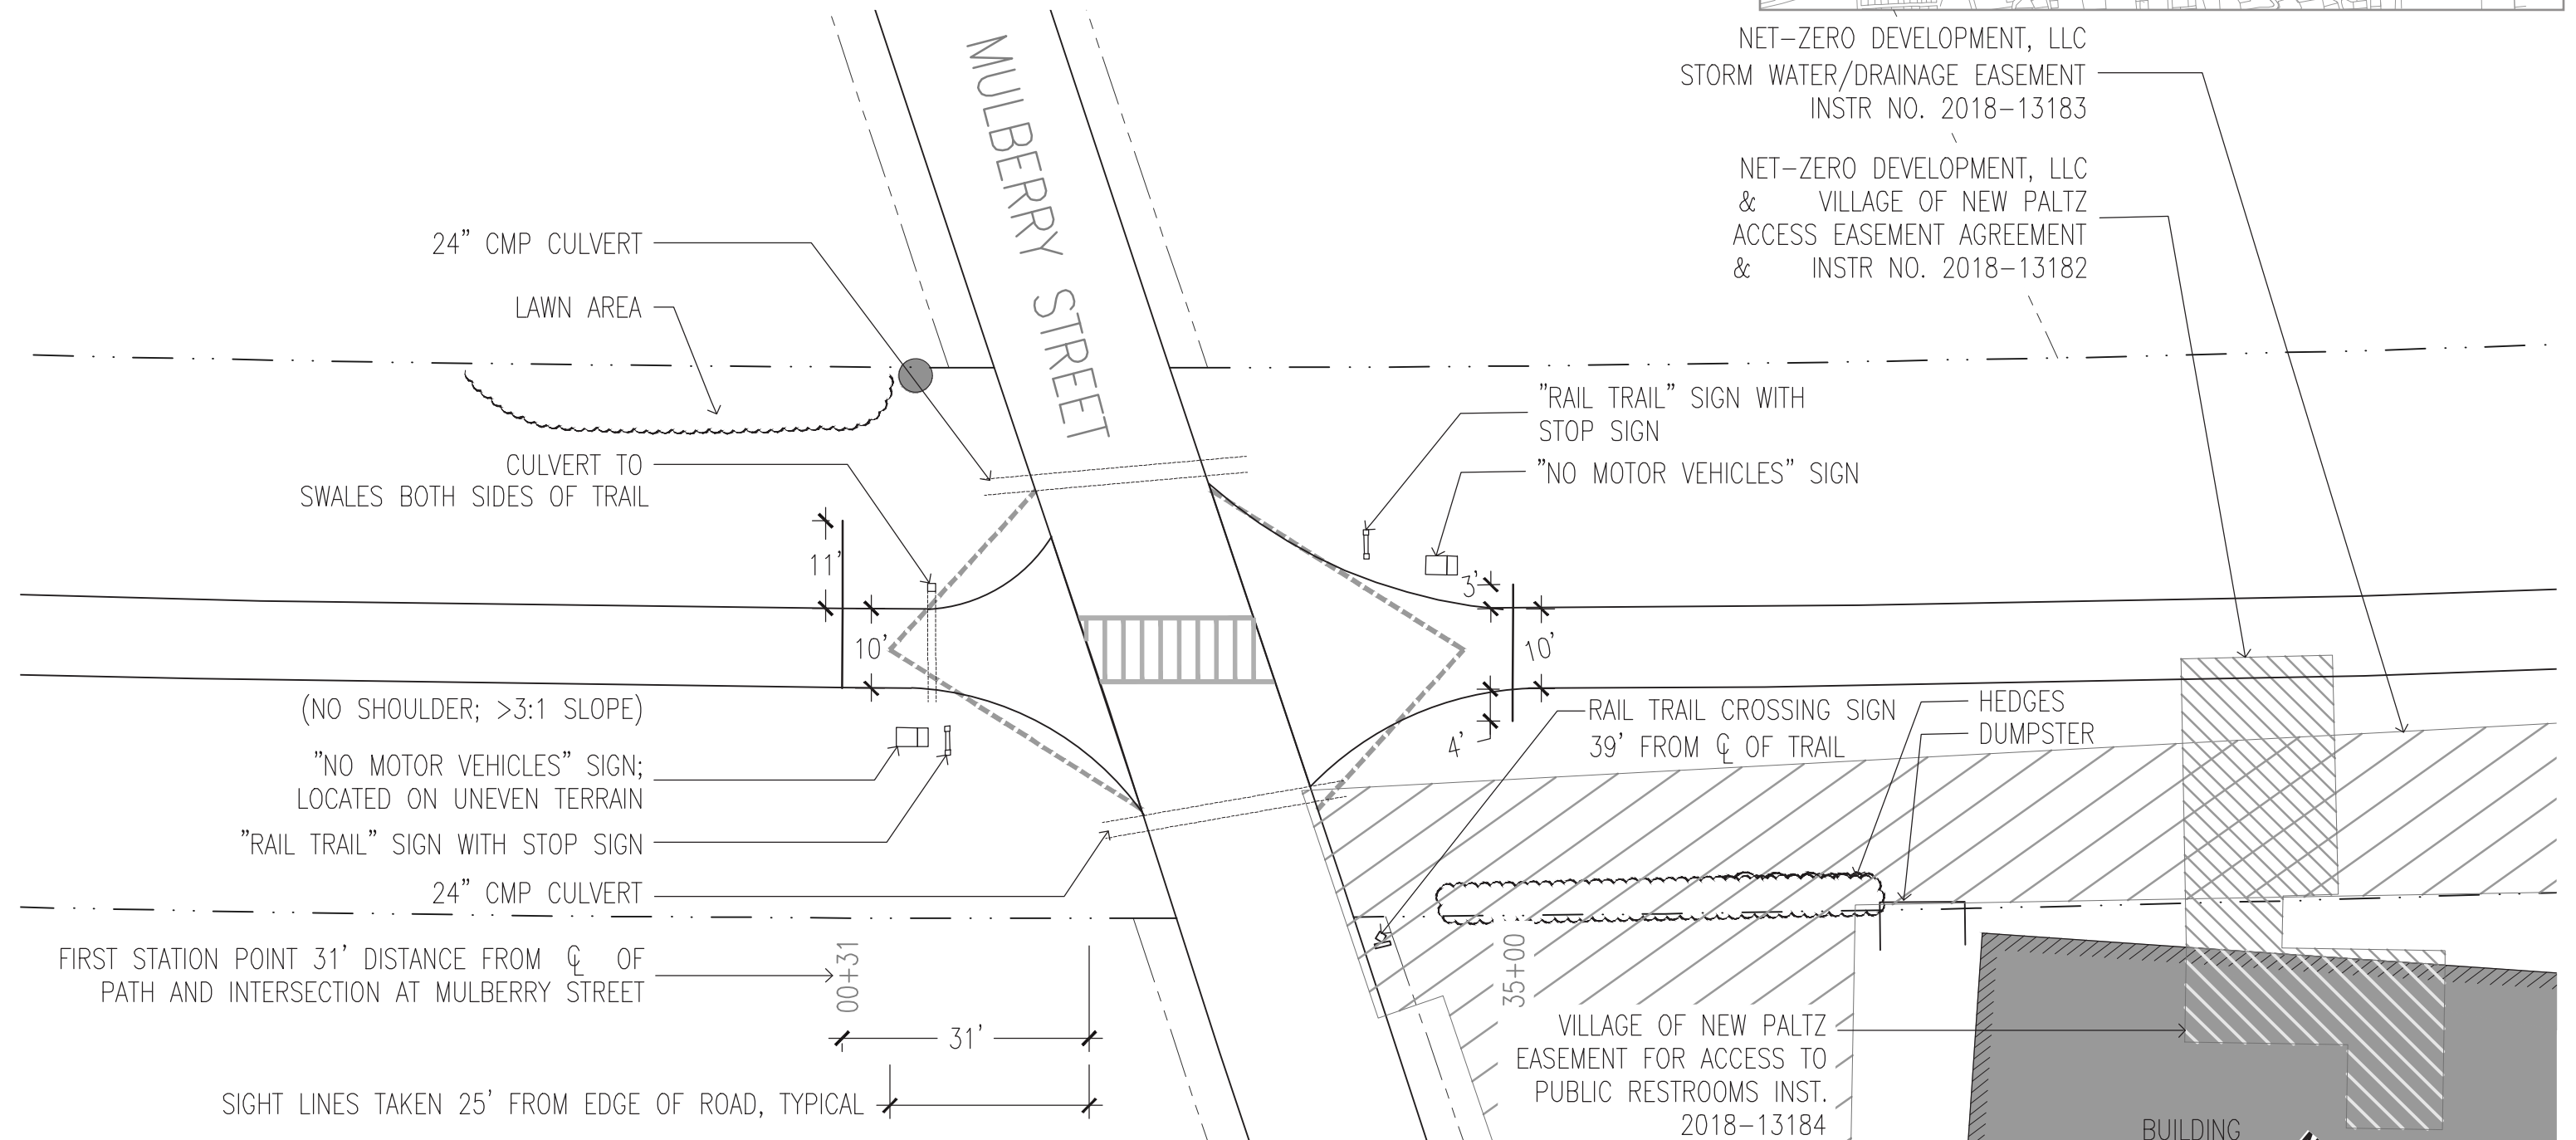 NET-ZERO DEVELOPMENT, LLC
STORM WATER/DRAINAGE EASEMENT
INSTR NO. 2018-13183
NET-ZERO DEVELOPMENT, LLC
& VILLAGE OF NEW PALTZ
ACCESS EASEMENT AGREEMENT
& INSTR NO. 2018-13182
MULBERRY STREET
24" CMP CULVERT
LAWN AREA
CULVERT TO
SWALES BOTH SIDES OF TRAIL
"RAIL TRAIL" SIGN WITH
STOP SIGN
"NO MOTOR VEHICLES" SIGN
11'
10'
3'
10'
4'
(NO SHOULDER; >3:1 SLOPE)
"NO MOTOR VEHICLES" SIGN;
LOCATED ON UNEVEN TERRAIN
"RAIL TRAIL" SIGN WITH STOP SIGN
24" CMP CULVERT
RAIL TRAIL CROSSING SIGN
39' FROM ℄ OF TRAIL
HEDGES
DUMPSTER
FIRST STATION POINT 31' DISTANCE FROM ℄ OF
PATH AND INTERSECTION AT MULBERRY STREET
00+31
35+00
31'
SIGHT LINES TAKEN 25' FROM EDGE OF ROAD, TYPICAL
VILLAGE OF NEW PALTZ
EASEMENT FOR ACCESS TO
PUBLIC RESTROOMS INST.
2018-13184
BUILDING